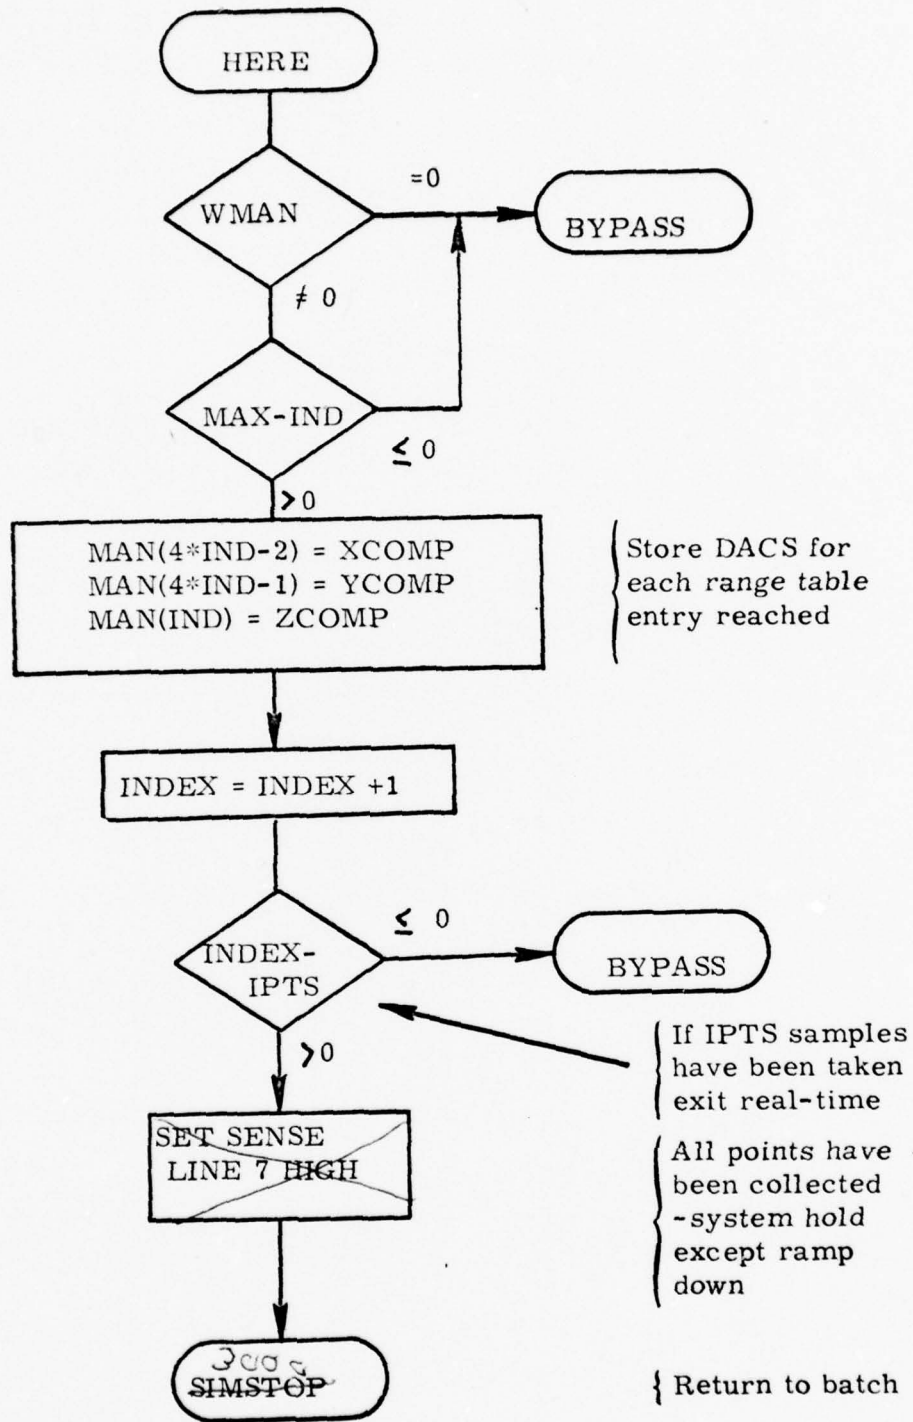 HERE
WMAN
=0
BYPASS
≠ 0
MAX-IND
≤ 0
>0
MAN(4*IND-2) = XCOMP
MAN(4*IND-1) = YCOMP
MAN(IND) = ZCOMP
Store DACS for
each range table
entry reached
INDEX = INDEX +1
INDEX-
IPTS
≤ 0
BYPASS
>0
If IPTS samples
have been taken
exit real-time
SET SENSE
LINE 7 HIGH
All points have
been collected
-system hold
except ramp
down
SIMSTOP
Return to batch